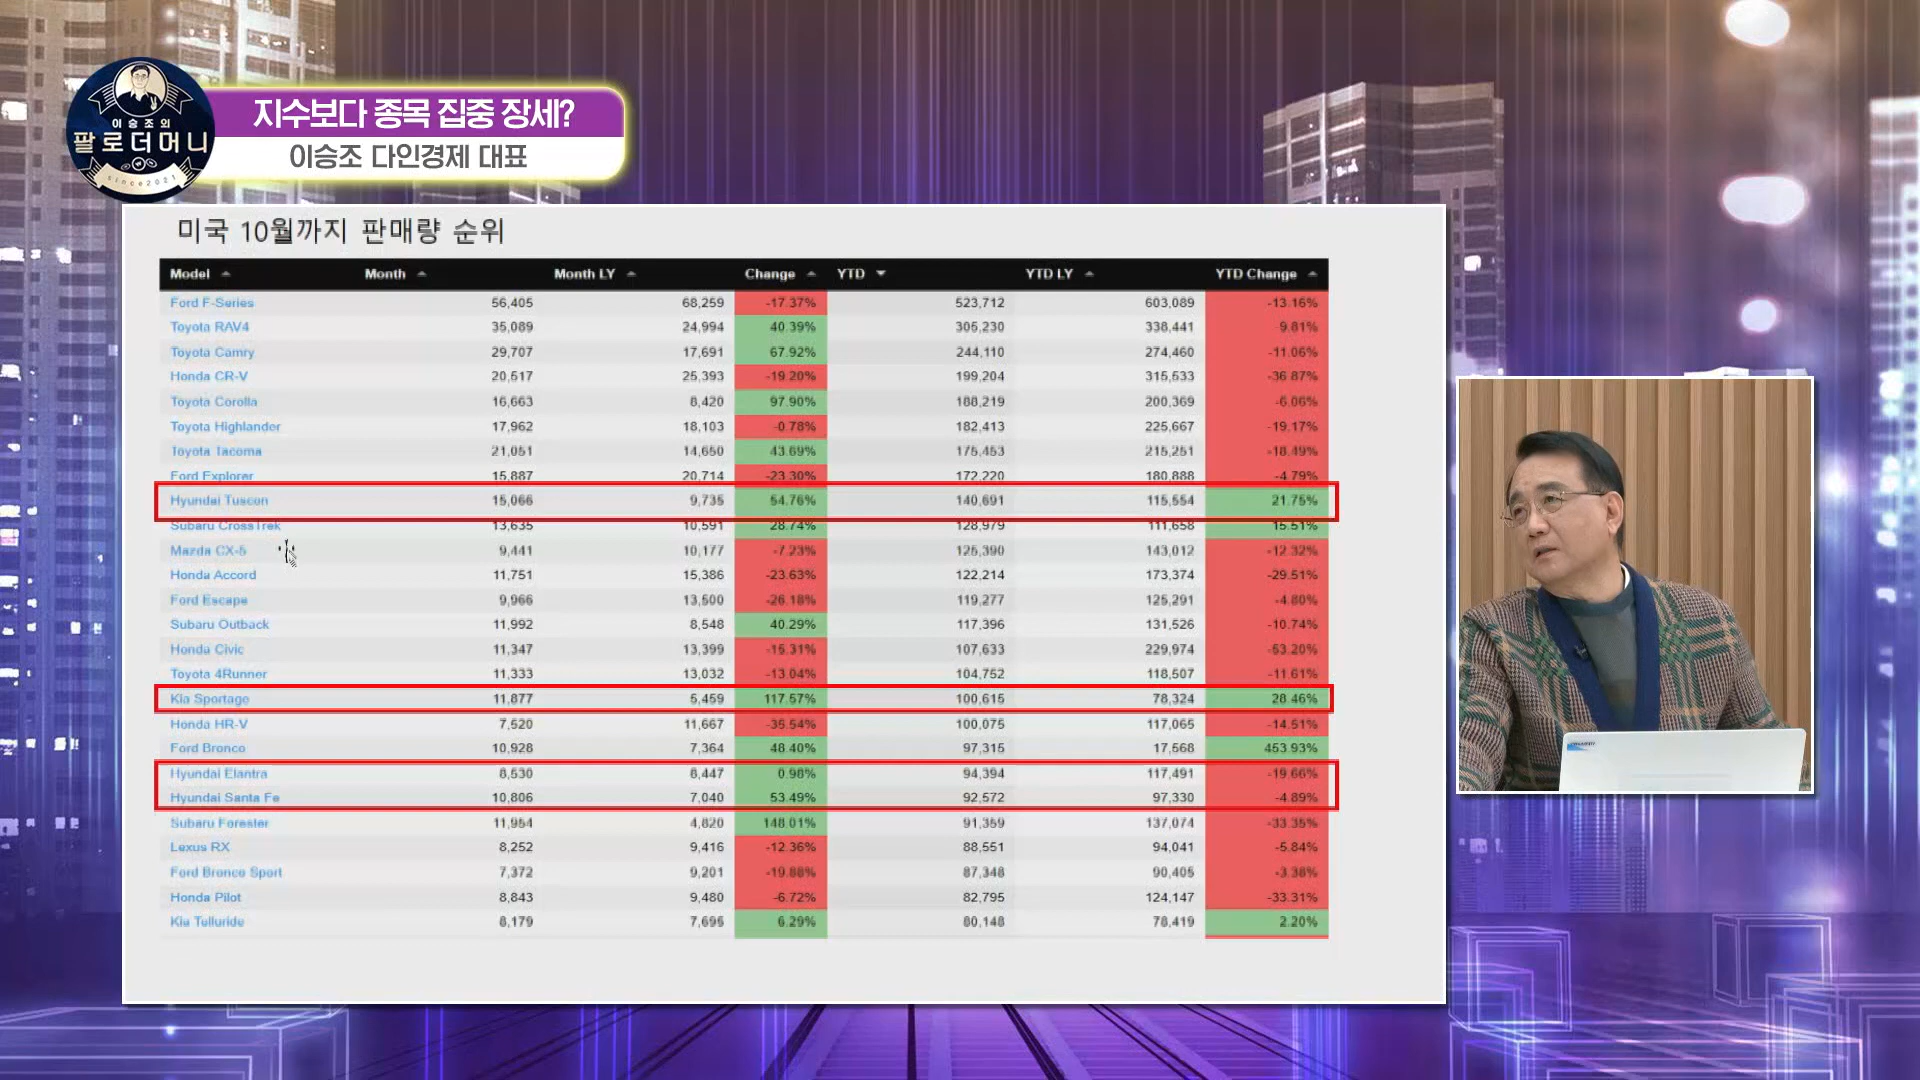 지수보다 종목 집중 장세?
이승조 다인경제 대표
이승조의
팔로더머니
since2021
미국 10월까지 판매량 순위
Model Month Month LY Change YTD YTD LY YTD Change
Ford F-Series 56,405 68,259 -17.37% 523,712 603,089 -13.16%
Toyota RAV4 35,089 24,994 40.39% 305,230 338,441 -9.81%
Toyota Camry 29,707 17,691 67.92% 244,110 274,460 -11.06%
Honda CR-V 20,517 25,393 -19.20% 199,204 315,533 -36.87%
Toyota Corolla 16,663 8,420 97.90% 188,219 200,369 -6.06%
Toyota Highlander 17,962 18,103 -0.78% 182,413 225,667 -19.17%
Toyota Tacoma 21,051 14,650 43.69% 175,453 215,251 -18.49%
Ford Explorer 15,887 20,714 -23.30% 172,220 180,888 -4.79%
Hyundai Tuscon 15,066 9,735 54.76% 140,691 115,554 21.75%
Subaru CrossTrek 13,635 10,591 28.74% 128,979 111,658 15.51%
Mazda CX-5 9,441 10,177 -7.23% 125,390 143,012 -12.32%
Honda Accord 11,751 15,386 -23.63% 122,214 173,374 -29.51%
Ford Escape 9,966 13,500 -26.18% 119,277 125,291 -4.80%
Subaru Outback 11,992 8,548 40.29% 117,396 131,526 -10.74%
Honda Civic 11,347 13,399 -15.31% 107,633 229,974 -53.20%
Toyota 4Runner 11,333 13,032 -13.04% 104,752 118,507 -11.61%
Kia Sportage 11,877 5,459 117.57% 100,615 78,324 28.46%
Honda HR-V 7,520 11,667 -35.54% 100,075 117,065 -14.51%
Ford Bronco 10,928 7,364 48.40% 97,315 17,568 453.93%
Hyundai Elantra 8,530 8,447 0.98% 94,394 117,491 -19.66%
Hyundai Santa Fe 10,806 7,040 53.49% 92,572 97,330 -4.89%
Subaru Forester 11,954 4,820 148.01% 91,359 137,074 -33.35%
Lexus RX 8,252 9,416 -12.36% 88,551 94,041 -5.84%
Ford Bronco Sport 7,372 9,201 -19.88% 87,348 90,405 -3.38%
Honda Pilot 8,843 9,480 -6.72% 82,795 124,147 -33.31%
Kia Telluride 8,179 7,695 6.29% 80,148 78,419 2.20%